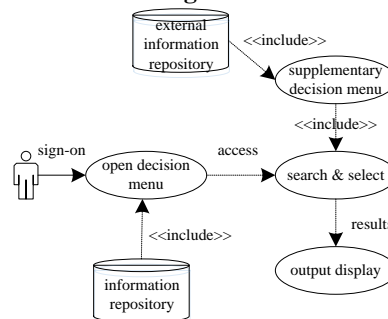 external
information
repository
<<include>>
supplementary
decision menu
<<include>>
sign-on
open decision
menu
access
search & select
<<include>>
results
information
repository
output display